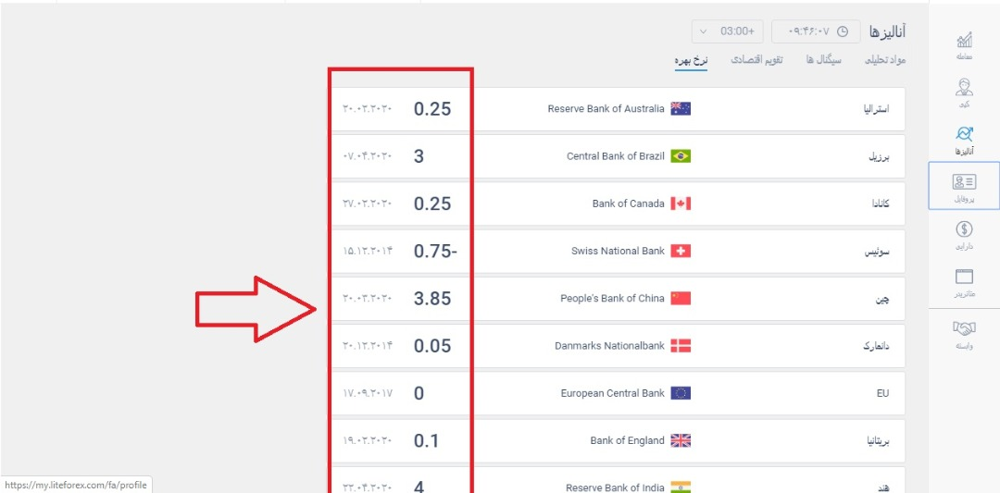 آنالیزها
۰۹:۴۶:۰۷
+03:00
مواد تحلیلی
سیگنال ها
تقویم اقتصادی
نرخ بهره
استرالیا Reserve Bank of Australia 0.25 ۲۰.۰۳.۲۰۲۰
برزیل Central Bank of Brazil 3 ۰۷.۰۴.۲۰۲۰
کانادا Bank of Canada 0.25 ۲۷.۰۳.۲۰۲۰
سوئیس Swiss National Bank 0.75- ۱۵.۱۲.۲۰۱۴
چین People's Bank of China 3.85 ۲۰.۰۳.۲۰۲۰
دانمارک Danmarks Nationalbank 0.05 ۲۰.۱۲.۲۰۱۴
EU European Central Bank 0 ۱۷.۰۹.۲۰۱۷
بریتانیا Bank of England 0.1 ۱۹.۰۳.۲۰۲۰
هند Reserve Bank of India 4 ۲۲.۰۴.۲۰۲۰
معامله
کپی
آنالیزها
پروفایل
دارایی
متاتریدر
وابسته
https://my.liteforex.com/fa/profile